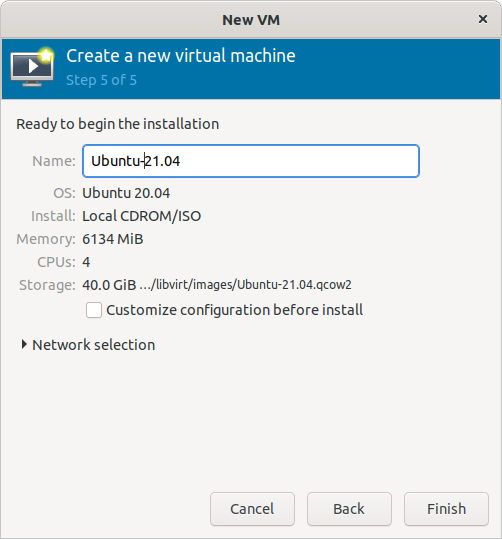 New VM
Create a new virtual machine
Step 5 of 5
Ready to begin the installation
Name: Ubuntu-21.04
OS: Ubuntu 20.04
Install: Local CDROM/ISO
Memory: 6134 MiB
CPUs: 4
Storage: 40.0 GiB .../libvirt/images/Ubuntu-21.04.qcow2
Customize configuration before install
Network selection
Cancel Back Finish